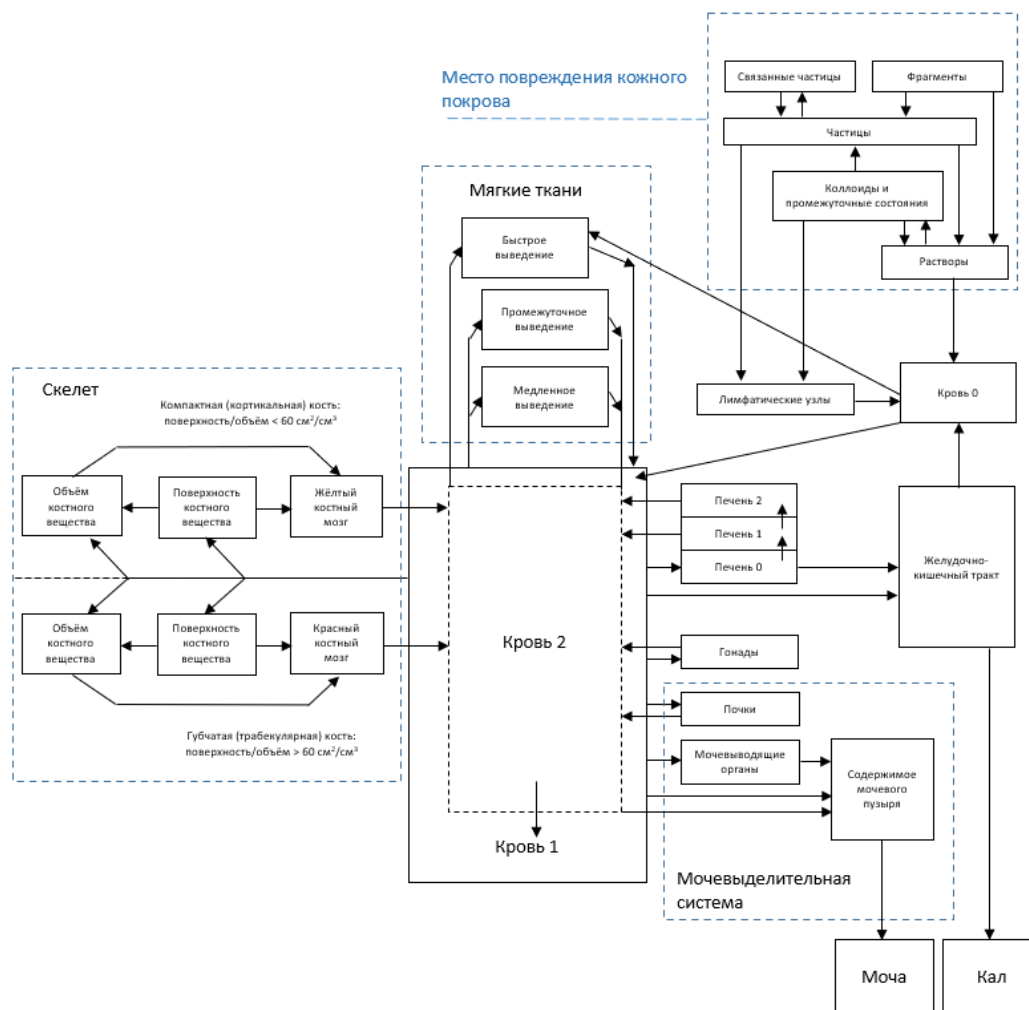 Место повреждения кожного
покрова
Связанные частицы
Фрагменты
Частицы
Коллоиды и
промежуточные состояния
Растворы
Мягкие ткани
Быстрое
выведение
Промежуточное
выведение
Медленное
выведение
Лимфатические узлы
Кровь 0
Скелет
Компактная (кортикальная) кость:
поверхность/объём < 60 см²/см³
Объём
костного
вещества
Поверхность
костного
вещества
Жёлтый
костный
мозг
Объём
костного
вещества
Поверхность
костного
вещества
Красный
костный
мозг
Губчатая (трабекулярная) кость:
поверхность/объём > 60 см²/см³
Кровь 2
Кровь 1
Печень 2
Печень 1
Печень 0
Желудочно-
кишечный тракт
Гонады
Почки
Мочевыводящие
органы
Содержимое
мочевого
пузыря
Мочевыделительная
система
Моча
Кал